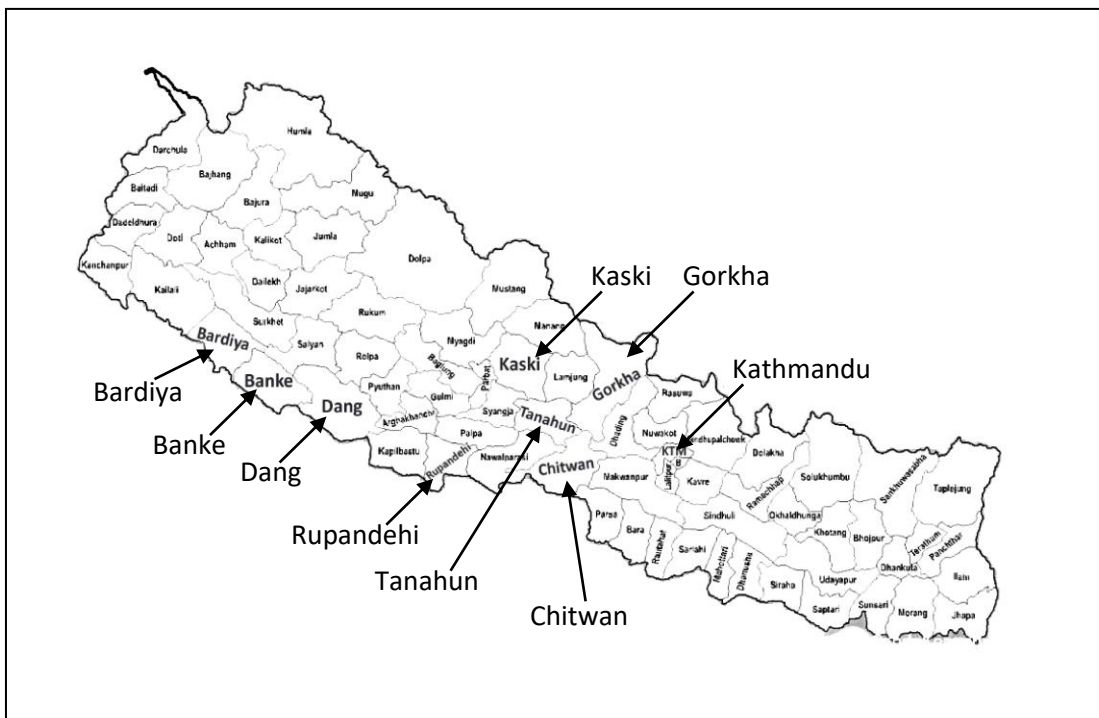 Humla
Darchula
Bajhang
Baitadi
Mugu
Bajura
Dadeldhura
Doti
Achham
Kalikot
Jumla
Dolpa
Kanchanpur
Kailali
Dailekh
Jajarkot
Mustang
Kaski
Gorkha
Surkhet
Rukum
Manang
Bardiya
Salyan
Rolpa
Myagdi
Baglung
Parbat
Kaski
Lamjung
Gorkha
Kathmandu
Bardiya
Banke
Dang
Pyuthan
Gulmi
Arghakhanchi
Syangja
Tanahun
Dhading
Rasuwa
Nuwakot
Sindhupalchowk
Dolakha
Banke
Kapilbastu
Palpa
Rupandehi
Nawalparasi
Chitwan
Makwanpur
KTM
B
Lalitpur
Kavre
Ramechhap
Solukhumbu
Sankhuwasabha
Taplejung
Dang
Sindhuli
Okhaldhunga
Khotang
Bhojpur
Terathum
Panchthar
Rupandehi
Parsa
Bara
Rautahat
Sarlahi
Mahottari
Dhanusha
Siraha
Udayapur
Dhankuta
Ilam
Tanahun
Saptari
Sunsari
Morang
Jhapa
Chitwan